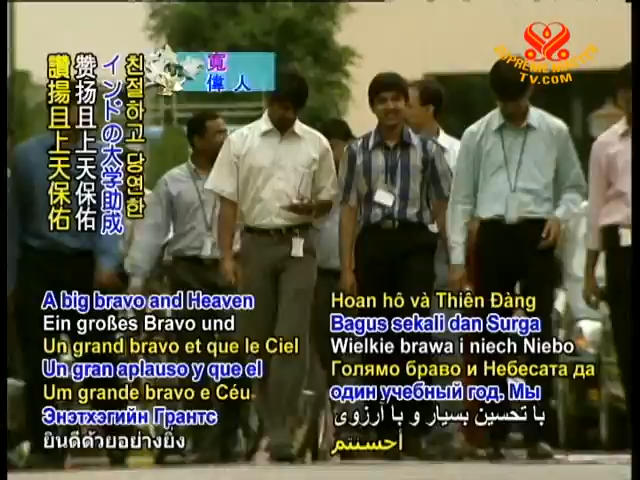 SUPREME MASTER
TV.COM
讚揚且上天保佑
赞扬且上天保佑
インドの大学助成
친절하고 당연한
寬
偉人
A big bravo and Heaven
Ein großes Bravo und
Un grand bravo et que le Ciel
Un gran aplauso y que el
Um grande bravo e Céu
Энэтхэгийн Грантс
ยินดีด้วยอย่างยิ่ง
Hoan hô và Thiên Đàng
Bagus sekali dan Surga
Wielkie brawa i niech Niebo
Голямо браво и Небесата да
один учебный год. Мы
با تحسین بسیار و با آرزوی
أحسنتم